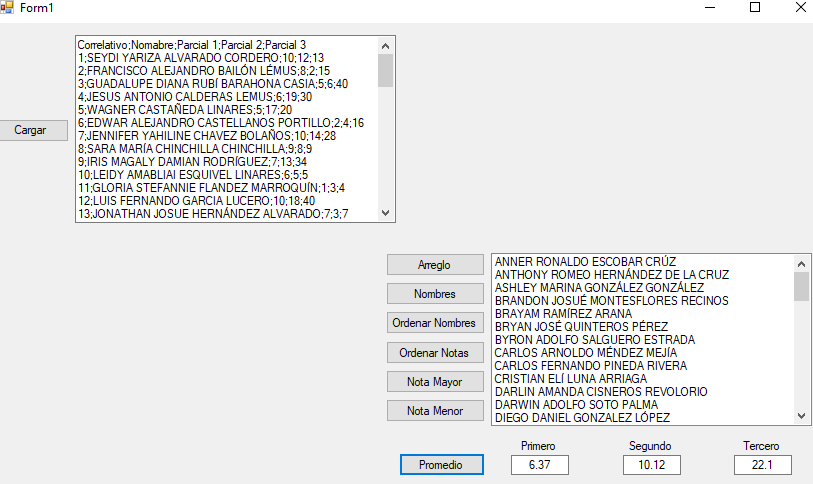 Form1
Correlativo;Nomabre;Parcial 1;Parcial 2;Parcial 3
1;SEYDI YARIZA ALVARADO CORDERO;10;12;13
2;FRANCISCO ALEJANDRO BAILÓN LÉMUS;8;2;15
3;GUADALUPE DIANA RUBÍ BARAHONA CASIA;5;6;40
4;JESUS ANTONIO CALDERAS LEMUS;6;19;30
5;WAGNER CASTAÑEDA LINARES;5;17;20
6;EDWAR ALEJANDRO CASTELLANOS PORTILLO;2;4;16
7;JENNIFER YAHILINE CHAVEZ BOLAÑOS;10;14;28
8;SARA MARÍA CHINCHILLA CHINCHILLA;9;8;9
9;IRIS MAGALY DAMIAN RODRÍGUEZ;7;13;34
10;LEIDY AMABLIAI ESQUIVEL LINARES;6;5;5
11;GLORIA STEFANNIE FLANDEZ MARROQUÍN;1;3;4
12;LUIS FERNANDO GARCIA LUCERO;10;18;40
13;JONATHAN JOSUE HERNÁNDEZ ALVARADO;7;3;7
Cargar
Arreglo
Nombres
Ordenar Nombres
Ordenar Notas
Nota Mayor
Nota Menor
ANNER RONALDO ESCOBAR CRÚZ
ANTHONY ROMEO HERNÁNDEZ DE LA CRUZ
ASHLEY MARINA GONZÁLEZ GONZÁLEZ
BRANDON JOSUÉ MONTESFLORES RECINOS
BRAYAM RAMÍREZ ARANA
BRYAN JOSÉ QUINTEROS PÉREZ
BYRON ADOLFO SALGUERO ESTRADA
CARLOS ARNOLDO MÉNDEZ MEJÍA
CARLOS FERNANDO PINEDA RIVERA
CRISTIAN ELÍ LUNA ARRIAGA
DARLIN AMANDA CISNEROS REVOLORIO
DARWIN ADOLFO SOTO PALMA
DIEGO DANIEL GONZALEZ LÓPEZ
Primero Segundo Tercero
Promedio 6.37 10.12 22.1